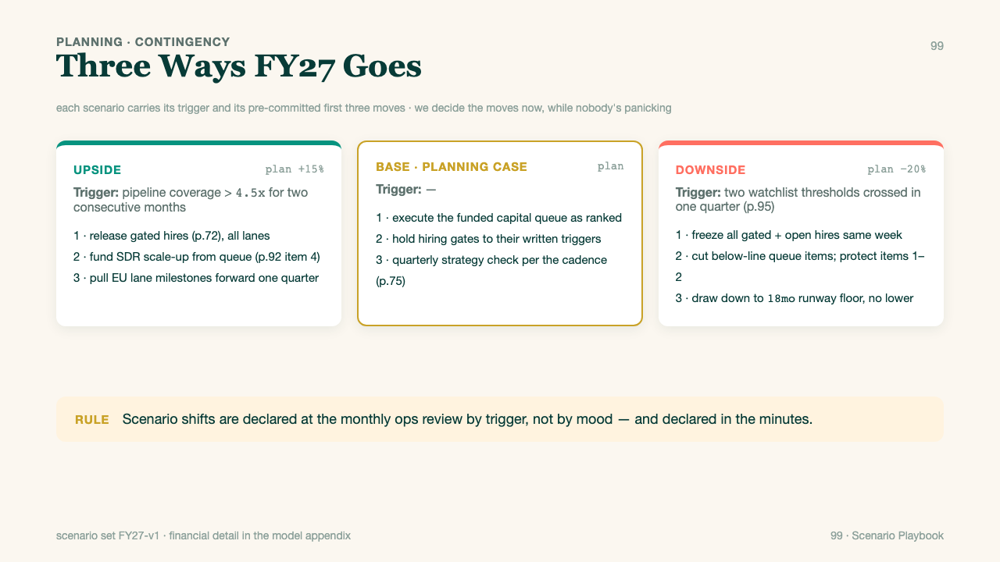 PLANNING · CONTINGENCY
99
Three Ways FY27 Goes
each scenario carries its trigger and its pre-committed first three moves · we decide the moves now, while nobody's panicking
UPSIDE plan +15%
Trigger: pipeline coverage > 4.5x for two
consecutive months
1 · release gated hires (p.72), all lanes
2 · fund SDR scale-up from queue (p.92 item 4)
3 · pull EU lane milestones forward one quarter
BASE · PLANNING CASE plan
Trigger: —
1 · execute the funded capital queue as ranked
2 · hold hiring gates to their written triggers
3 · quarterly strategy check per the cadence
(p.75)
DOWNSIDE plan −20%
Trigger: two watchlist thresholds crossed in
one quarter (p.95)
1 · freeze all gated + open hires same week
2 · cut below-line queue items; protect items 1–
2
3 · draw down to 18mo runway floor, no lower
RULE Scenario shifts are declared at the monthly ops review by trigger, not by mood — and declared in the minutes.
scenario set FY27-v1 · financial detail in the model appendix
99 · Scenario Playbook